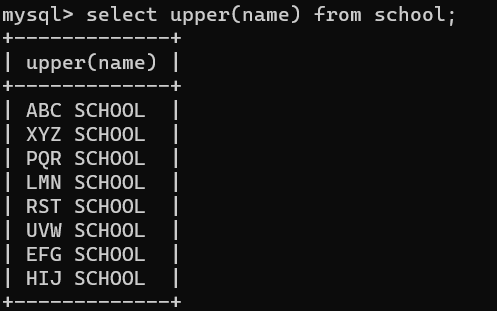 mysql> select upper(name) from school;
+-------------+
| upper(name) |
+-------------+
| ABC SCHOOL  |
| XYZ SCHOOL  |
| PQR SCHOOL  |
| LMN SCHOOL  |
| RST SCHOOL  |
| UVW SCHOOL  |
| EFG SCHOOL  |
| HIJ SCHOOL  |
+-------------+